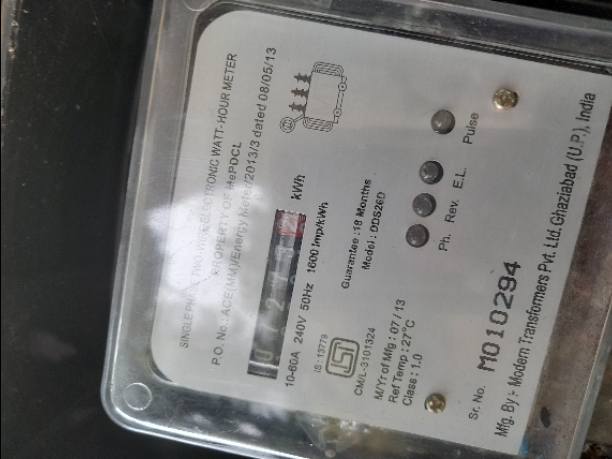 SINGLE PHASE TWO WIRE ELECTRONIC WATT-HOUR METER
PROPERTY OF MePDCL
P.O. No.: ACE(MM)/Energy Meter/2013/3 dated 08/05/13
kWh
10-60A 240V 50Hz 1600 Imp/kWh
IS : 13779
Guarantee : 18 Months
Model : DDS26D
CM/L-3101324
M/Yr of Mfg : 07 / 13
Ref Temp : 27°C
Class : 1.0
Ph. Rev. E.L. Pulse
Sr. No. M010294
Mfg. By :- Modern Transformers Pvt. Ltd. Ghaziabad (U.P.), India